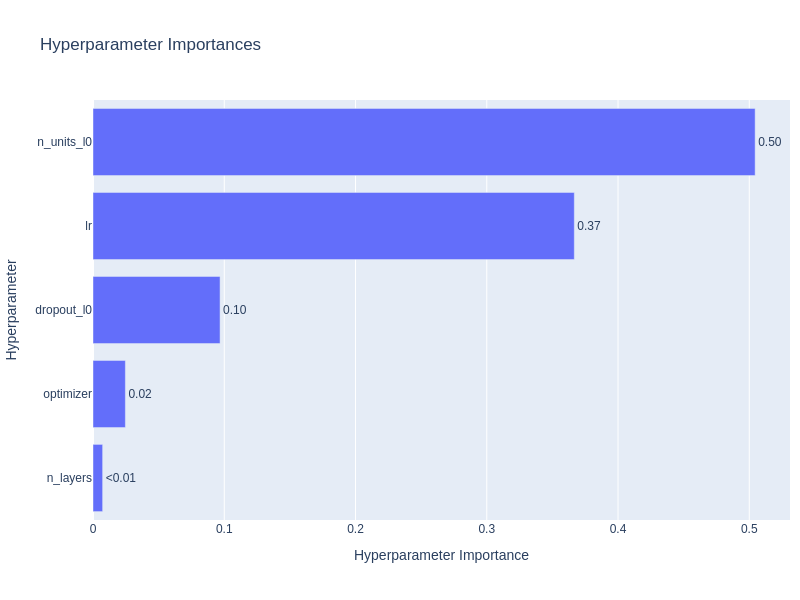 Hyperparameter Importances
n_units_l0
0.50
lr
0.37
dropout_l0
0.10
optimizer
0.02
n_layers
<0.01
0 0.1 0.2 0.3 0.4 0.5
Hyperparameter Importance
Hyperparameter